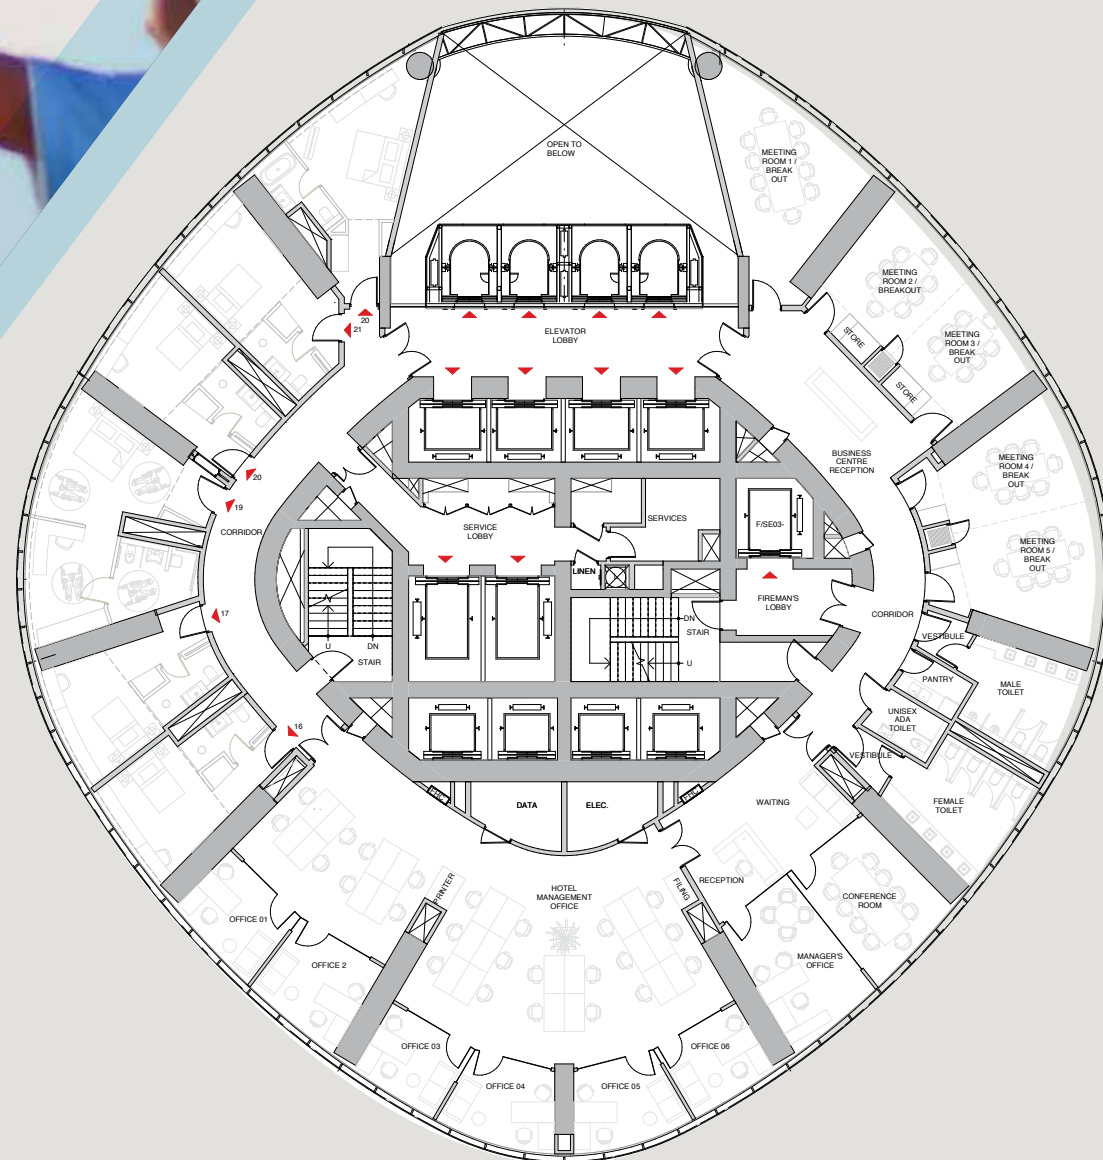 OPEN TO
BELOW
MEETING
ROOM 1 /
BREAK
OUT
MEETING
ROOM 2 /
BREAKOUT
MEETING
ROOM 3 /
BREAK
OUT
STORE
STORE
ELEVATOR
LOBBY
20
21
BUSINESS
CENTRE
RECEPTION
MEETING
ROOM 4 /
BREAK
OUT
20
19
CORRIDOR
SERVICE
LOBBY
SERVICES
F/SE03-
MEETING
ROOM 5 /
BREAK
OUT
LINEN
FIREMAN'S
LOBBY
17
CORRIDOR
DN
STAIR
U
U
DN
STAIR
VESTIBULE
PANTRY
MALE
TOILET
UNISEX
ADA
TOILET
16
VESTIBULE
DATA
ELEC.
WAITING
FEMALE
TOILET
PRINTER
HOTEL
MANAGEMENT
OFFICE
FILING
RECEPTION
CONFERENCE
ROOM
OFFICE 01
OFFICE 2
MANAGER'S
OFFICE
OFFICE 03
OFFICE 06
OFFICE 04
OFFICE 05